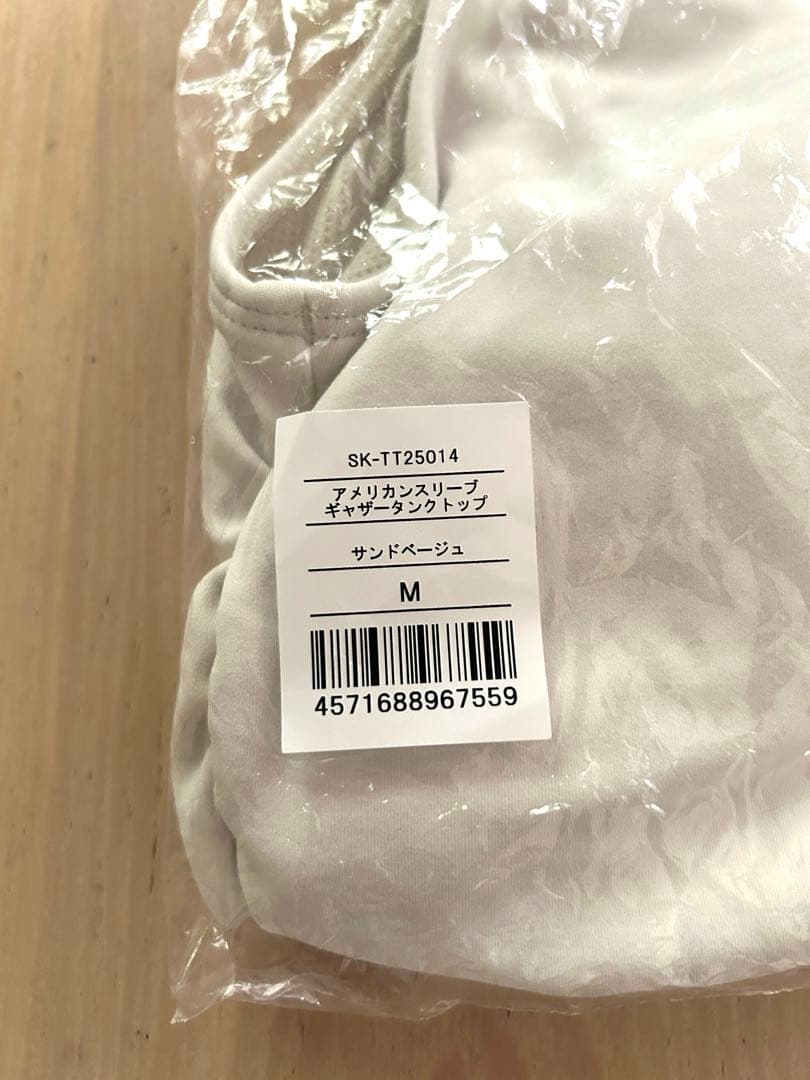 SK-TT25014
アメリカンスリーブ
ギャザータンクトップ
サンドベージュ
M
4571688967559